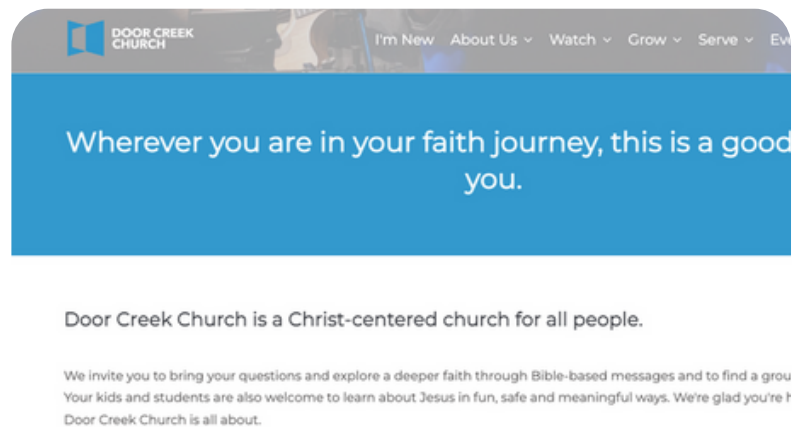 DOOR CREEK
CHURCH
I'm New About Us Watch Grow Serve
Wherever you are in your faith journey, this is a good
you.
Door Creek Church is a Christ-centered church for all people.
We invite you to bring your questions and explore a deeper faith through Bible-based messages and to find a
Your kids and students are also welcome to learn about Jesus in fun, safe and meaningful ways. We're glad you're
Door Creek Church is all about.